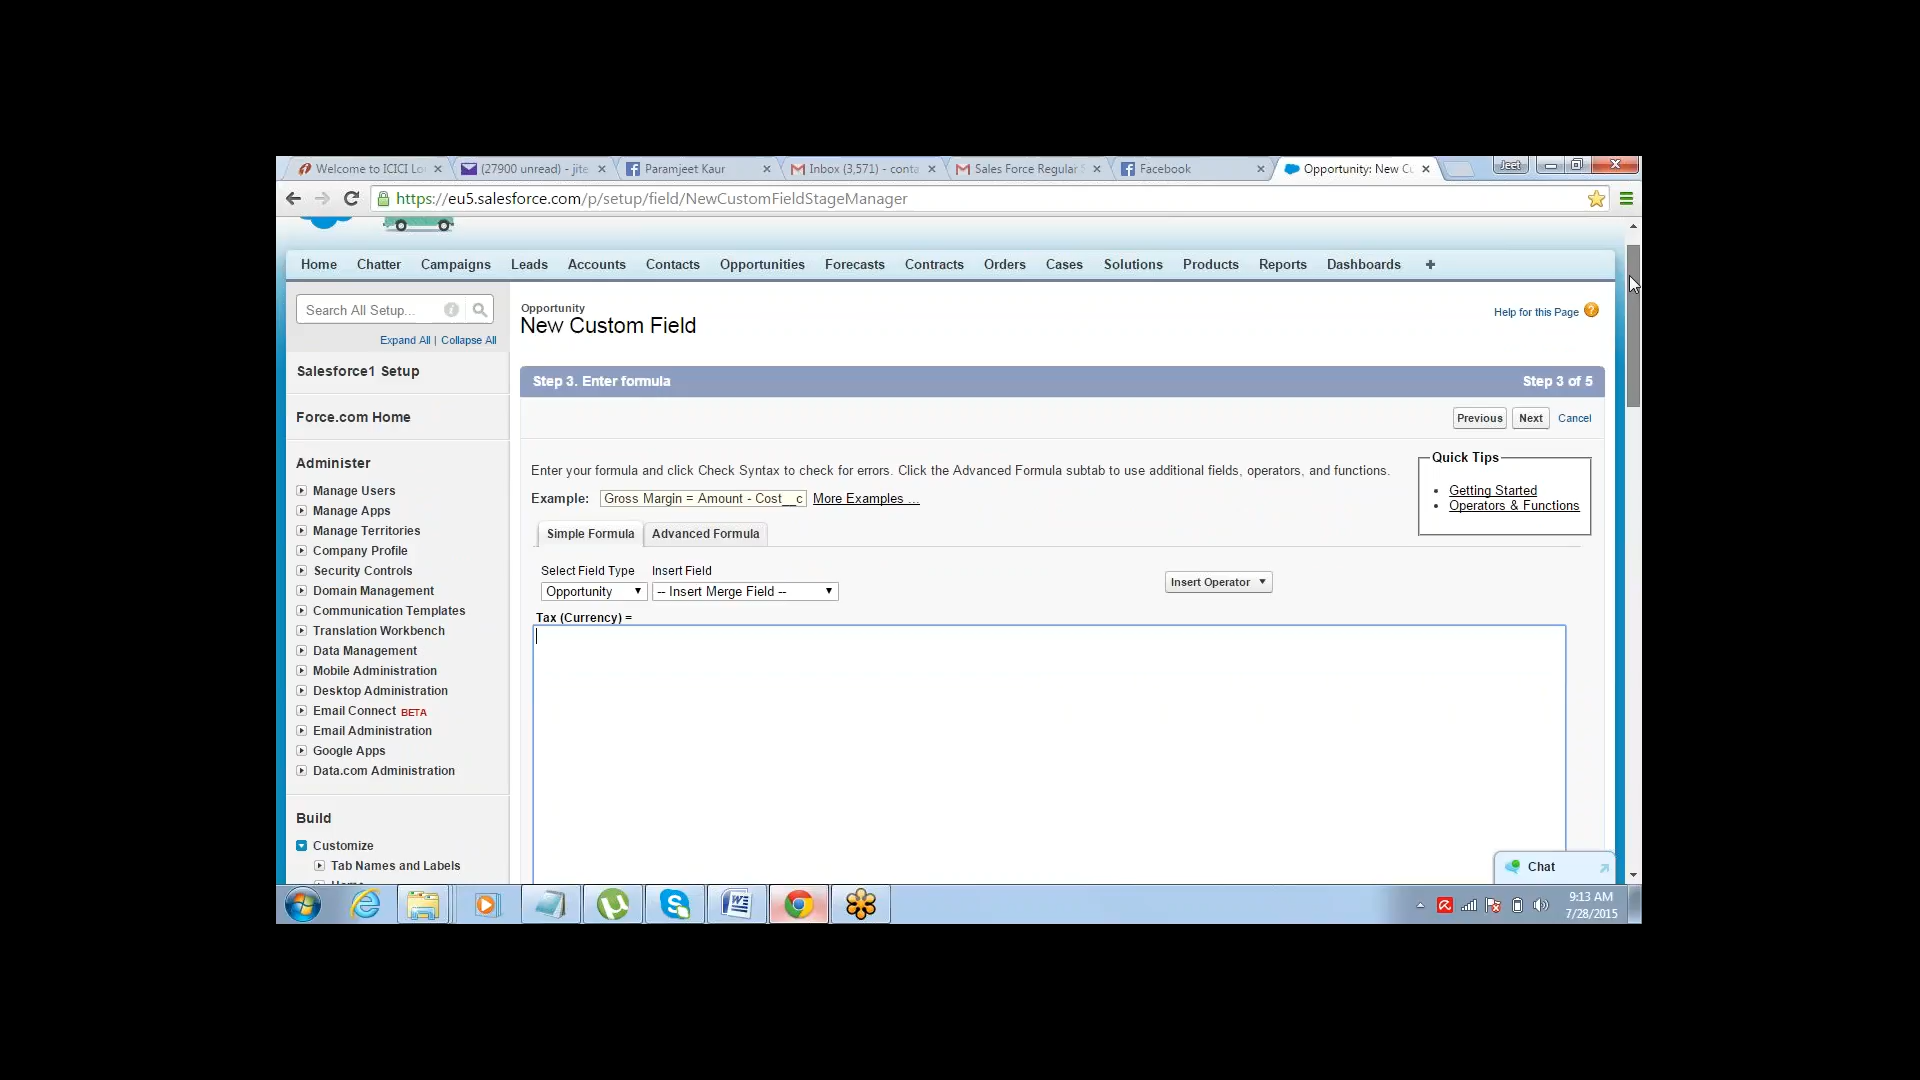 Welcome to ICICI Lo
(27900 unread) - jite
Paramjeet Kaur
Inbox (3,571) - conta
Sales Force Regular
Facebook
Opportunity: New Cu
Jeet
https://eu5.salesforce.com/p/setup/field/NewCustomFieldStageManager
Home Chatter Campaigns Leads Accounts Contacts Opportunities Forecasts Contracts Orders Cases Solutions Products Reports Dashboards +
Search All Setup...
Expand All | Collapse All
Salesforce1 Setup
Force.com Home
Administer
Manage Users
Manage Apps
Manage Territories
Company Profile
Security Controls
Domain Management
Communication Templates
Translation Workbench
Data Management
Mobile Administration
Desktop Administration
Email Connect BETA
Email Administration
Google Apps
Data.com Administration
Build
Customize
Tab Names and Labels
Opportunity
New Custom Field
Help for this Page
Step 3. Enter formula
Step 3 of 5
Previous Next Cancel
Enter your formula and click Check Syntax to check for errors. Click the Advanced Formula subtab to use additional fields, operators, and functions.
Example: Gross Margin = Amount - Cost__c More Examples ...
Quick Tips
Getting Started
Operators & Functions
Simple Formula Advanced Formula
Select Field Type Insert Field
Opportunity -- Insert Merge Field --
Insert Operator
Tax (Currency) =
Chat
9:13 AM
7/28/2015